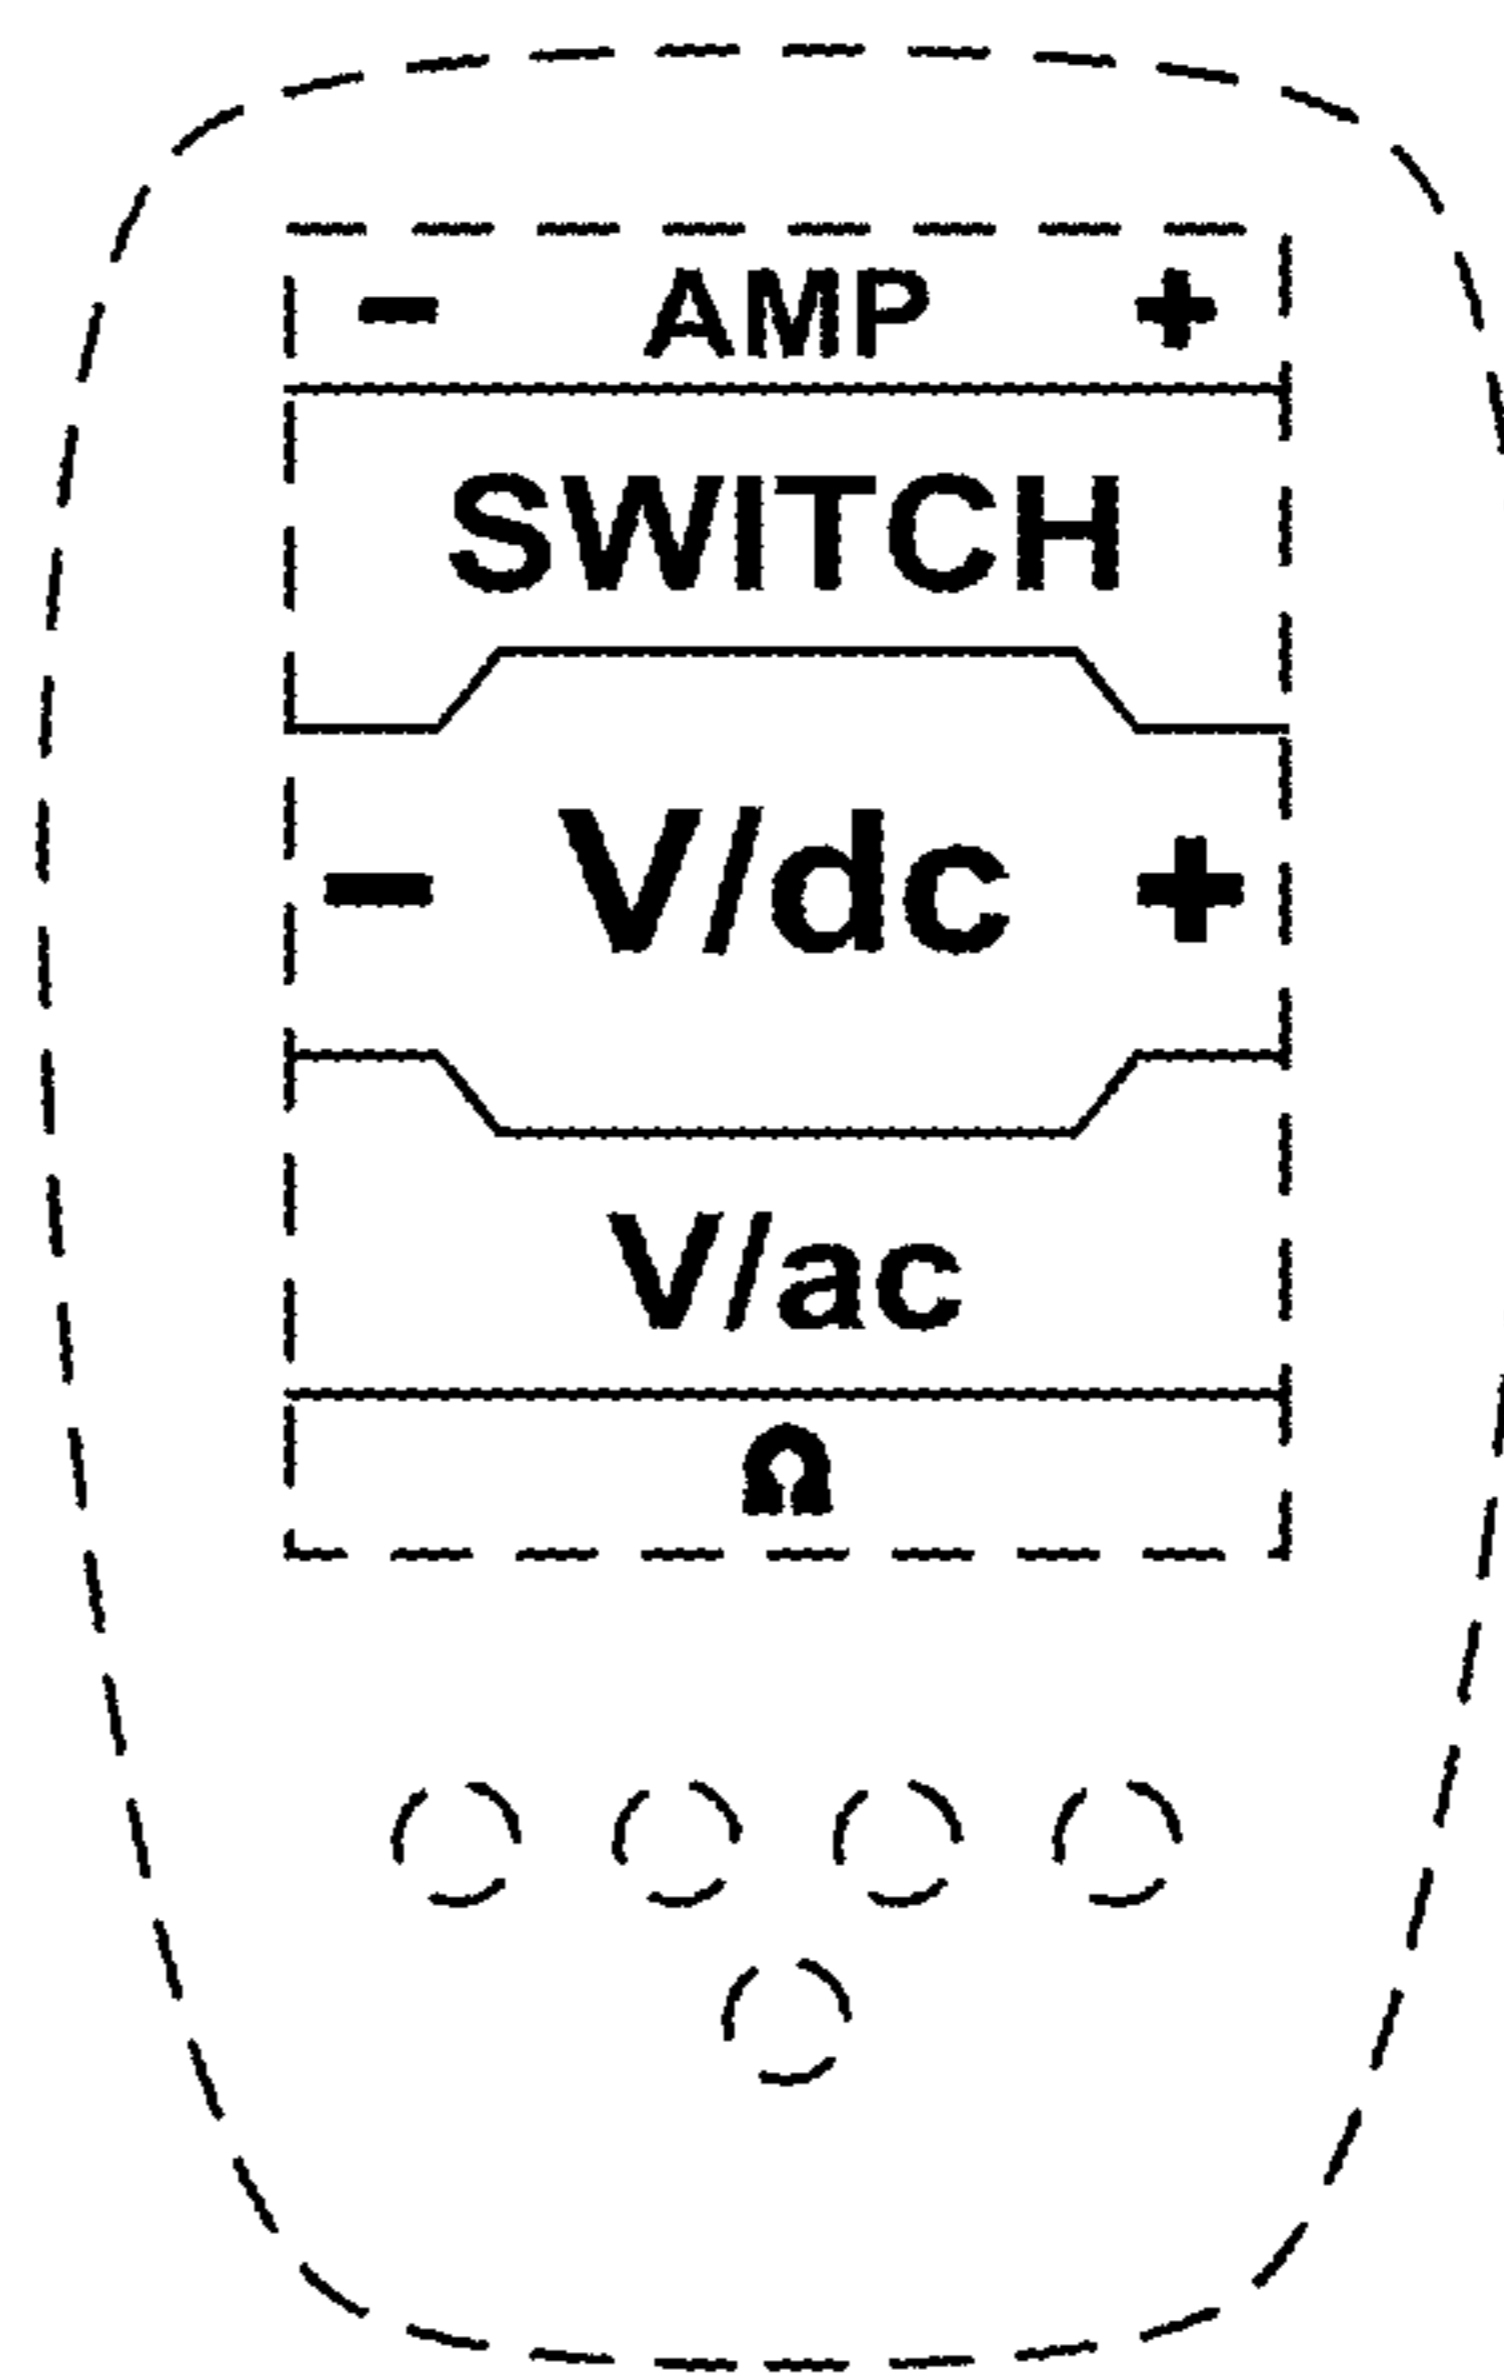 - AMP +
SWITCH
- V/dc +
V/ac
Ω